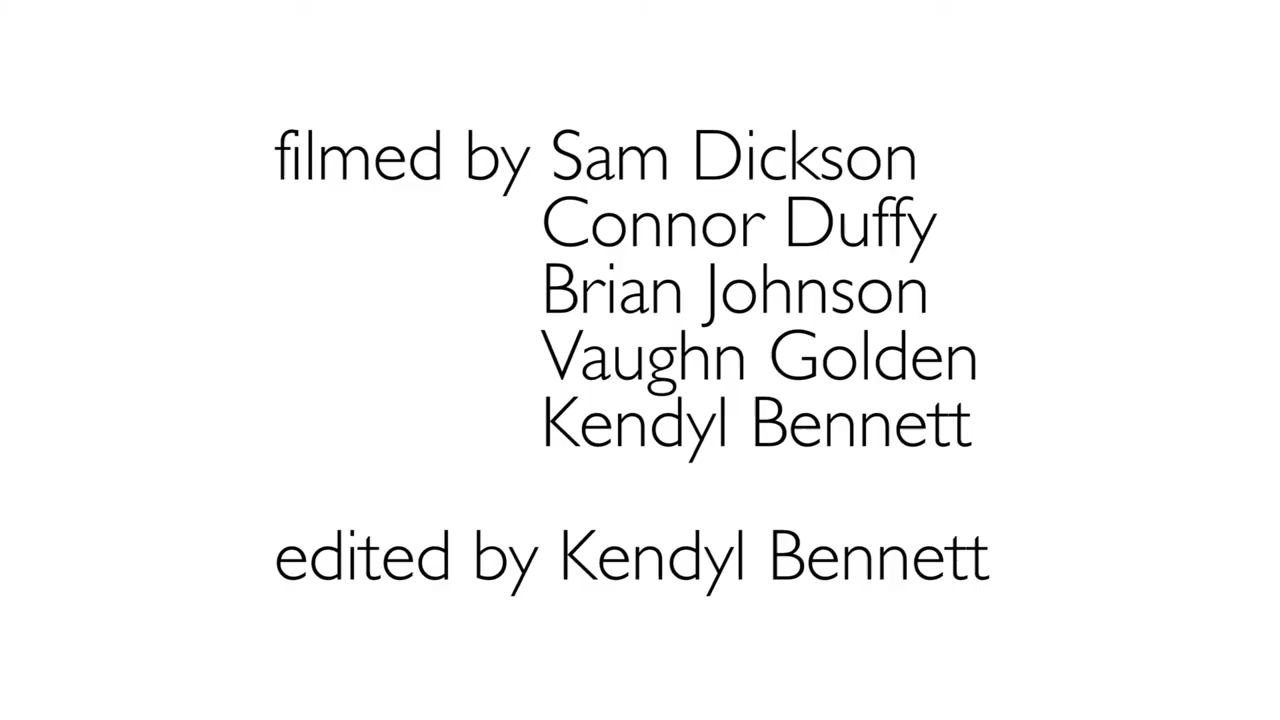 filmed by Sam Dickson
Connor Duffy
Brian Johnson
Vaughn Golden
Kendyl Bennett
edited by Kendyl Bennett